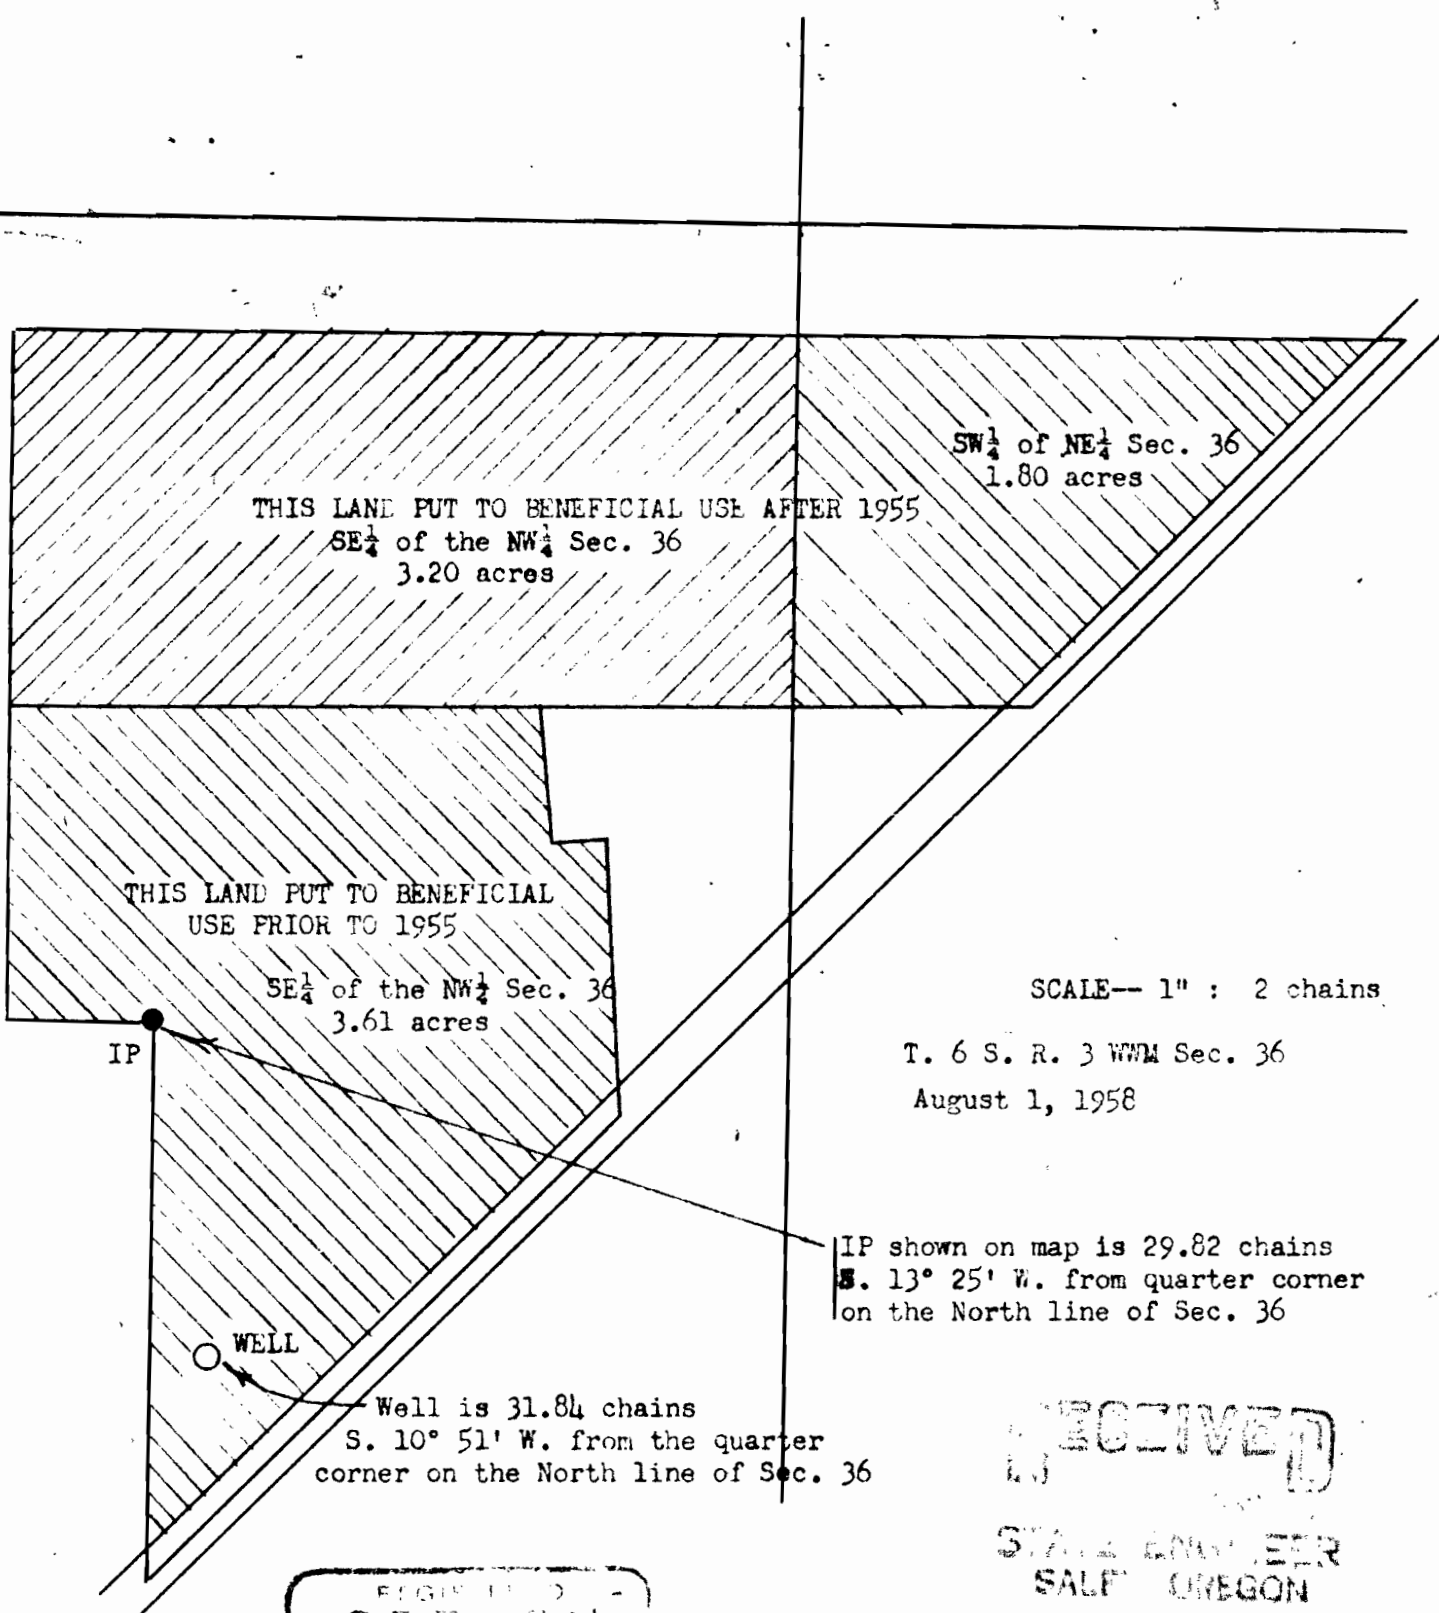 SW¼ of NE¼ Sec. 36
1.80 acres
THIS LAND PUT TO BENEFICIAL USE AFTER 1955
SE¼ of the NW¼ Sec. 36
3.20 acres
THIS LAND PUT TO BENEFICIAL
USE PRIOR TO 1955
SE¼ of the NW¼ Sec. 36
3.61 acres
IP
SCALE-- 1" : 2 chains
T. 6 S. R. 3 WWM Sec. 36
August 1, 1958
IP shown on map is 29.82 chains
S. 13° 25' W. from quarter corner
on the North line of Sec. 36
WELL
Well is 31.84 chains
S. 10° 51' W. from the quarter
corner on the North line of Sec. 36
RECEIVED
STATE ENGINEER
SALEM OREGON